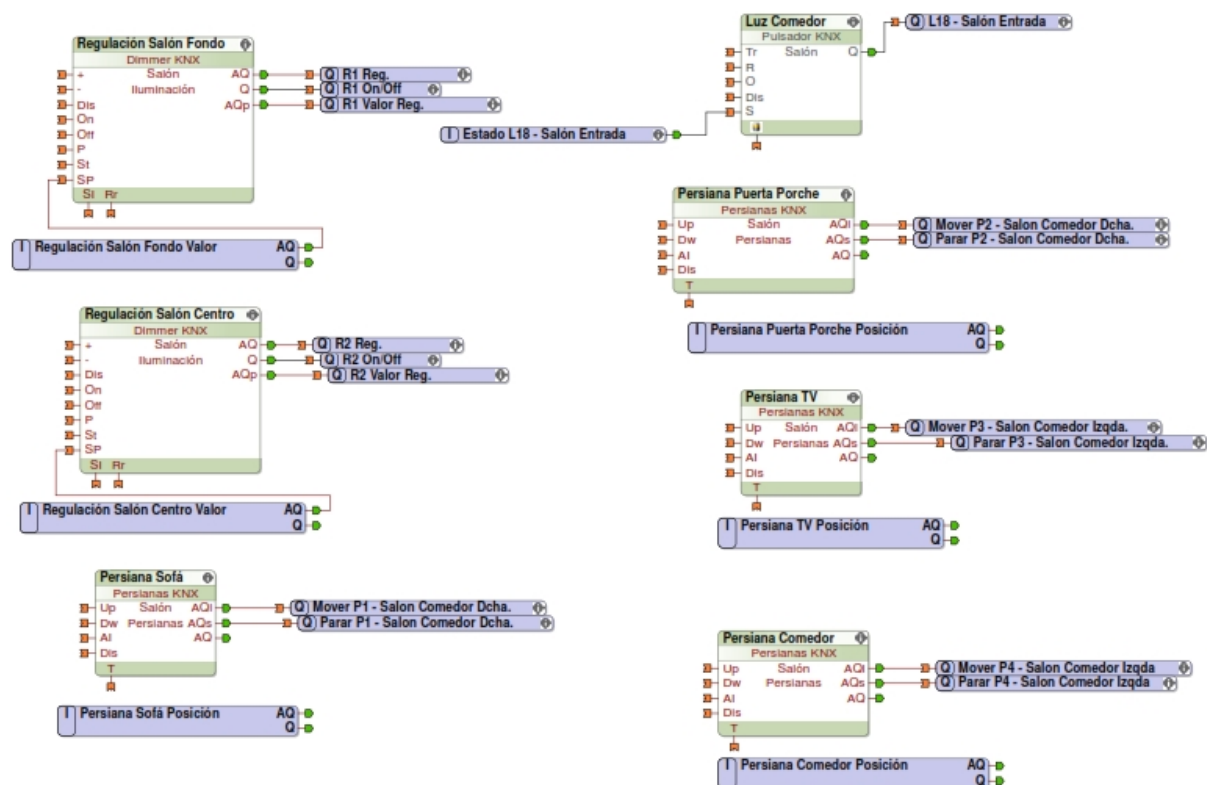 Regulación Salón Fondo
Dimmer KNX
+ Salón AQ
- Iluminación Q
Dis AQp
On
Off
P
St
SP
SI Rr
Q R1 Reg.
Q R1 On/Off
Q R1 Valor Reg.
I Regulación Salón Fondo Valor AQ
Q
Regulación Salón Centro
Dimmer KNX
+ Salón AQ
- Iluminación Q
Dis AQp
On
Off
P
St
SP
SI Rr
Q R2 Reg.
Q R2 On/Off
Q R2 Valor Reg.
I Regulación Salón Centro Valor AQ
Q
Persiana Sofá
Persianas KNX
Up Salón AQI
Dw Persianas AQs
AI AQ
Dis
T
Q Mover P1 - Salon Comedor Dcha.
Q Parar P1 - Salon Comedor Dcha.
I Persiana Sofá Posición AQ
Q
Luz Comedor
Pulsador KNX
Tr Salón Q
R
O
Dis
S
Q L18 - Salón Entrada
I Estado L18 - Salón Entrada
Persiana Puerta Porche
Persianas KNX
Up Salón AQI
Dw Persianas AQs
AI AQ
Dis
T
Q Mover P2 - Salon Comedor Dcha.
Q Parar P2 - Salon Comedor Dcha.
I Persiana Puerta Porche Posición AQ
Q
Persiana TV
Persianas KNX
Up Salón AQI
Dw Persianas AQs
AI AQ
Dis
T
Q Mover P3 - Salon Comedor Izqda.
Q Parar P3 - Salon Comedor Izqda.
I Persiana TV Posición AQ
Q
Persiana Comedor
Persianas KNX
Up Salón AQI
Dw Persianas AQs
AI AQ
Dis
T
Q Mover P4 - Salon Comedor Izqda
Q Parar P4 - Salon Comedor Izqda
I Persiana Comedor Posición AQ
Q